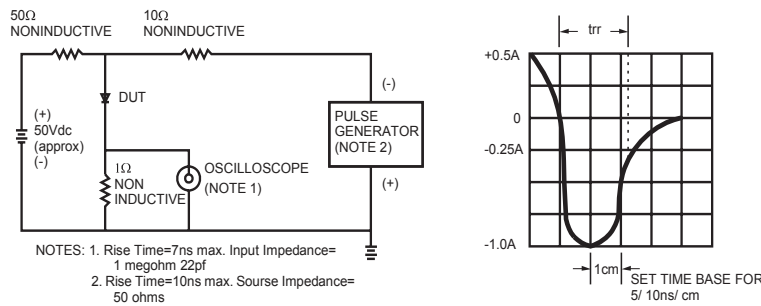 50Ω
NONINDUCTIVE
10Ω
NONINDUCTIVE
DUT
(+)
50Vdc
(approx)
(-)
1Ω
NON
INDUCTIVE
OSCILLOSCOPE
(NOTE 1)
(-)
PULSE
GENERATOR
(NOTE 2)
(+)
NOTES: 1. Rise Time=7ns max. Input Impedance=
1 megohm 22pf
2. Rise Time=10ns max. Sourse Impedance=
50 ohms
trr
+0.5A
0
-0.25A
-1.0A
1cm
SET TIME BASE FOR
5/ 10ns/ cm